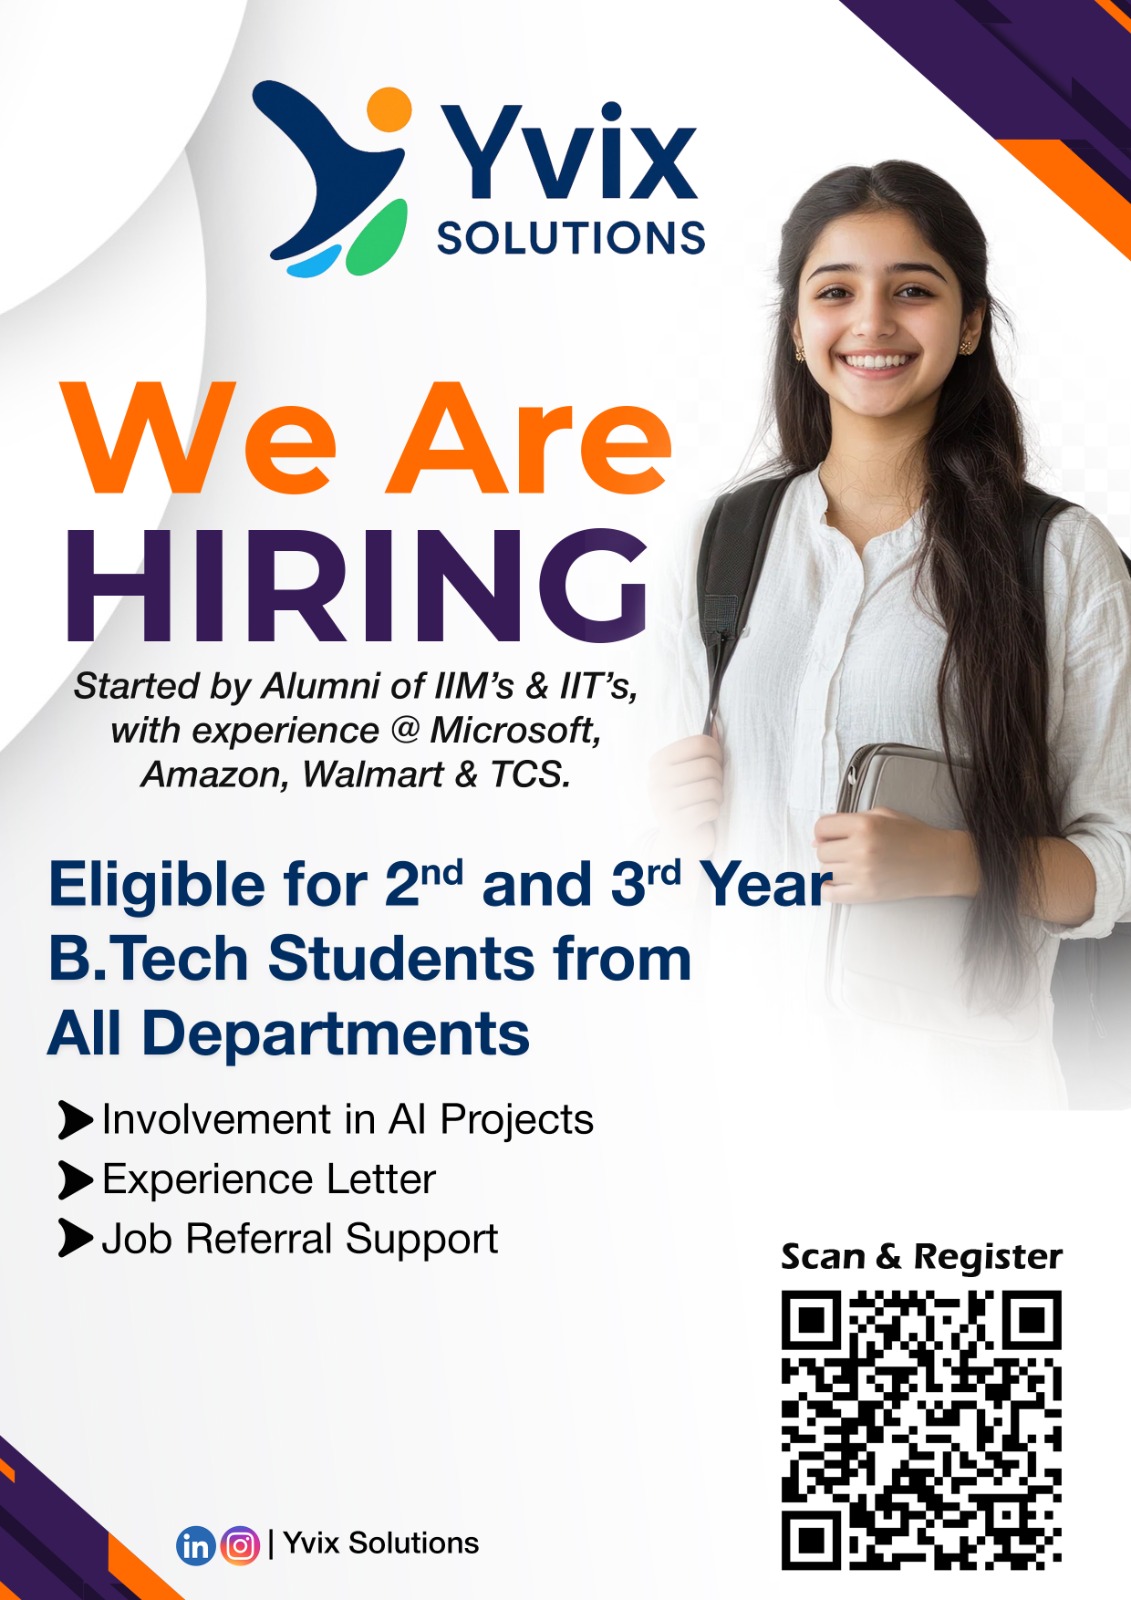 Yvix
SOLUTIONS
We Are
HIRING
Started by Alumni of IIM's & IIT's,
with experience @ Microsoft,
Amazon, Walmart & TCS.
Eligible for 2nd and 3rd Year
B.Tech Students from
All Departments
Involvement in AI Projects
Experience Letter
Job Referral Support
Scan & Register
in | Yvix Solutions